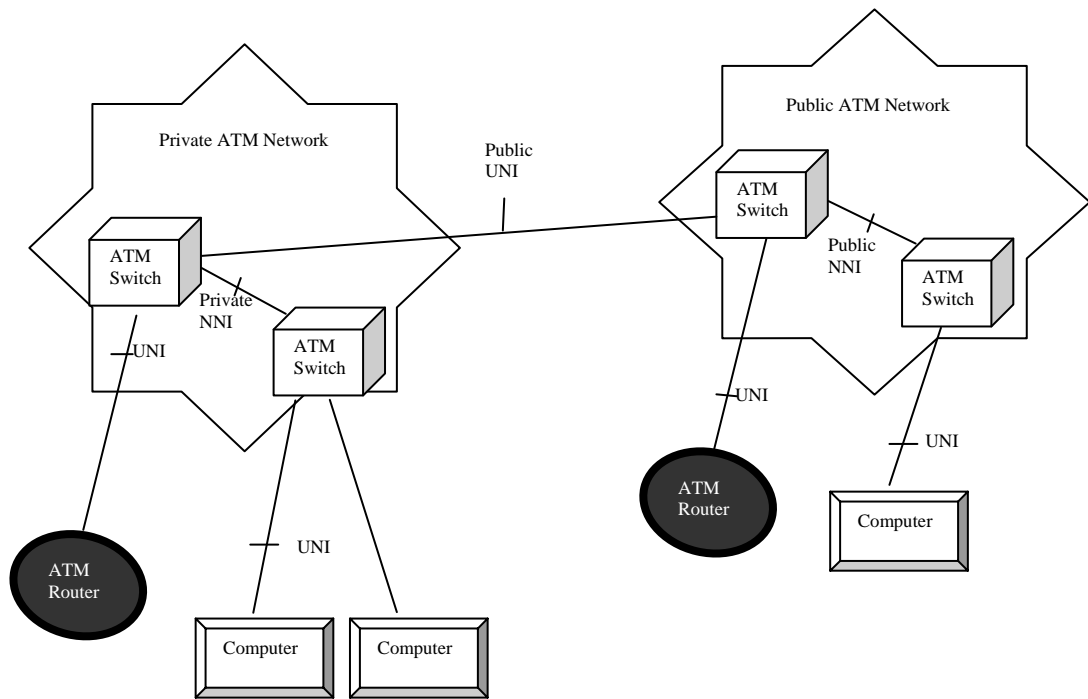 Private ATM Network
Public ATM Network
Public
UNI
ATM
Switch
ATM
Switch
Public
NNI
ATM
Switch
Private
NNI
ATM
Switch
UNI
UNI
UNI
ATM
Router
Computer
UNI
ATM
Router
Computer
Computer